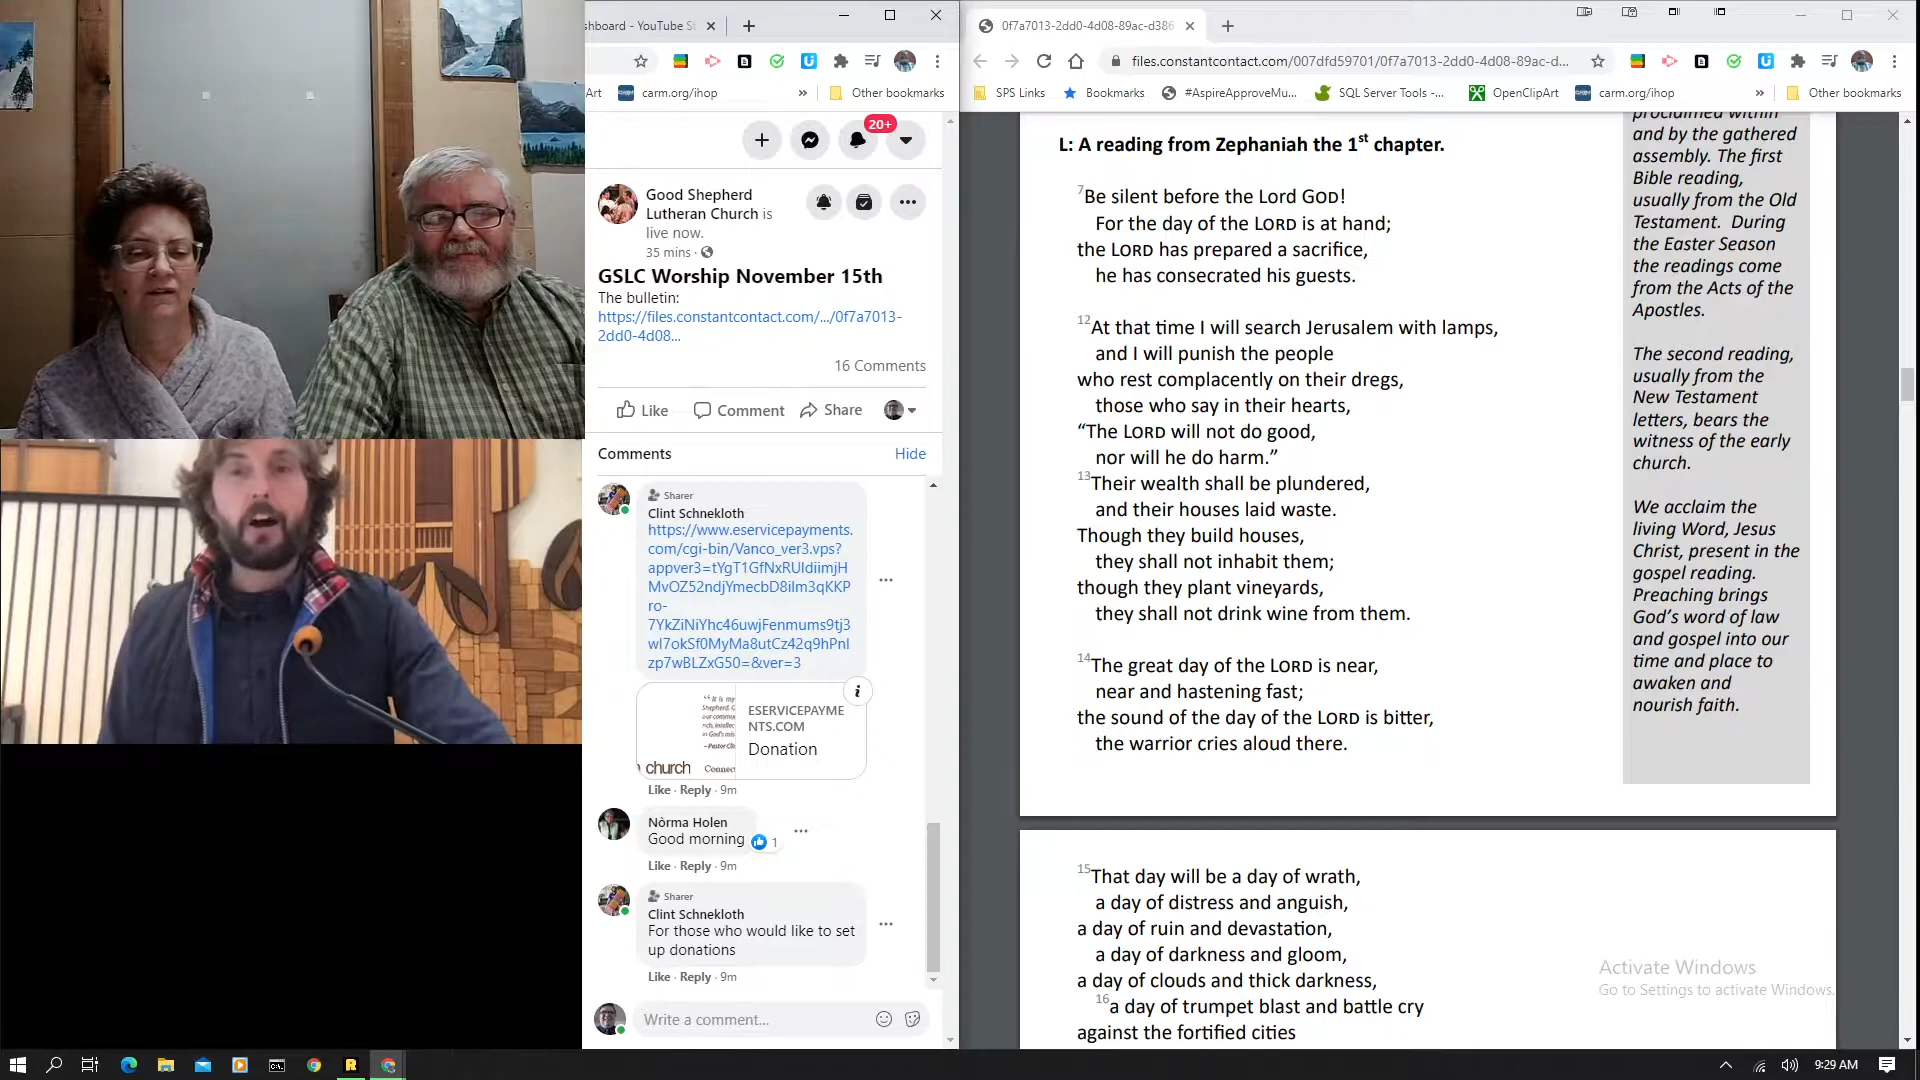 shboard - YouTube St
Art
carm.org/ihop
»
Other bookmarks
20+
Good Shepherd
Lutheran Church is
live now.
35 mins ·
GSLC Worship November 15th
The bulletin:
https://files.constantcontact.com/.../0f7a7013-
2dd0-4d08...
16 Comments
Like
Comment
Share
Comments
Hide
Sharer
Clint Schnekloth
https://www.eservicepayments.
com/cgi-bin/Vanco_ver3.vps?
appver3=tYgT1GfNxRUIdiimjH
MvOZ52ndjYmecbD8iIm3qKKP
ro-
7YkZiNiYhc46uwjFenmums9tj3
wl7okSf0MyMa8utCz42q9hPnI
zp7wBLZxG50=&ver=3
ESERVICEPAYME
NTS.COM
Donation
church
Like · Reply · 9m
Nòrma Holen
Good morning
1
Like · Reply · 9m
Sharer
Clint Schnekloth
For those who would like to set
up donations
Like · Reply · 9m
Write a comment...
0f7a7013-2dd0-4d08-89ac-d386
files.constantcontact.com/007dfd59701/0f7a7013-2dd0-4d08-89ac-d...
SPS Links
Bookmarks
#AspireApproveMu...
SQL Server Tools -...
OpenClipArt
carm.org/ihop
»
Other bookmarks
L: A reading from Zephaniah the 1st chapter.
7Be silent before the Lord GOD!
For the day of the LORD is at hand;
the LORD has prepared a sacrifice,
he has consecrated his guests.
12At that time I will search Jerusalem with lamps,
and I will punish the people
who rest complacently on their dregs,
those who say in their hearts,
“The LORD will not do good,
nor will he do harm.”
13Their wealth shall be plundered,
and their houses laid waste.
Though they build houses,
they shall not inhabit them;
though they plant vineyards,
they shall not drink wine from them.
14The great day of the LORD is near,
near and hastening fast;
the sound of the day of the LORD is bitter,
the warrior cries aloud there.
proclaimed within
and by the gathered
assembly. The first
Bible reading,
usually from the Old
Testament. During
the Easter Season
the readings come
from the Acts of the
Apostles.
The second reading,
usually from the
New Testament
letters, bears the
witness of the early
church.
We acclaim the
living Word, Jesus
Christ, present in the
gospel reading.
Preaching brings
God’s word of law
and gospel into our
time and place to
awaken and
nourish faith.
15That day will be a day of wrath,
a day of distress and anguish,
a day of ruin and devastation,
a day of darkness and gloom,
a day of clouds and thick darkness,
16a day of trumpet blast and battle cry
against the fortified cities
Activate Windows
Go to Settings to activate Windows.
9:29 AM